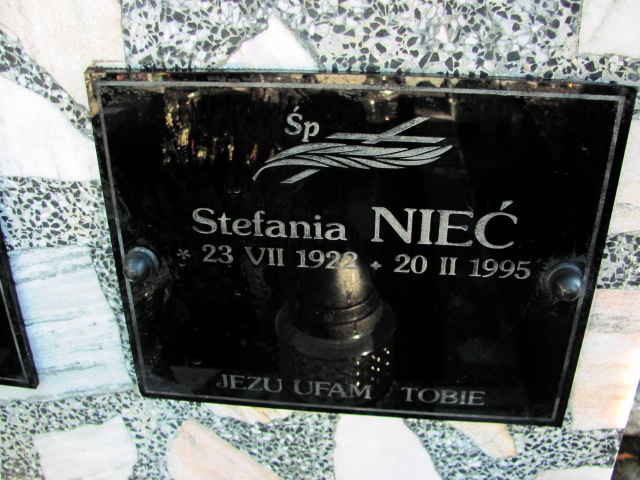 Śp
Stefania NIEĆ
* 23 VII 1922 + 20 II 1995
JEZU UFAM TOBIE